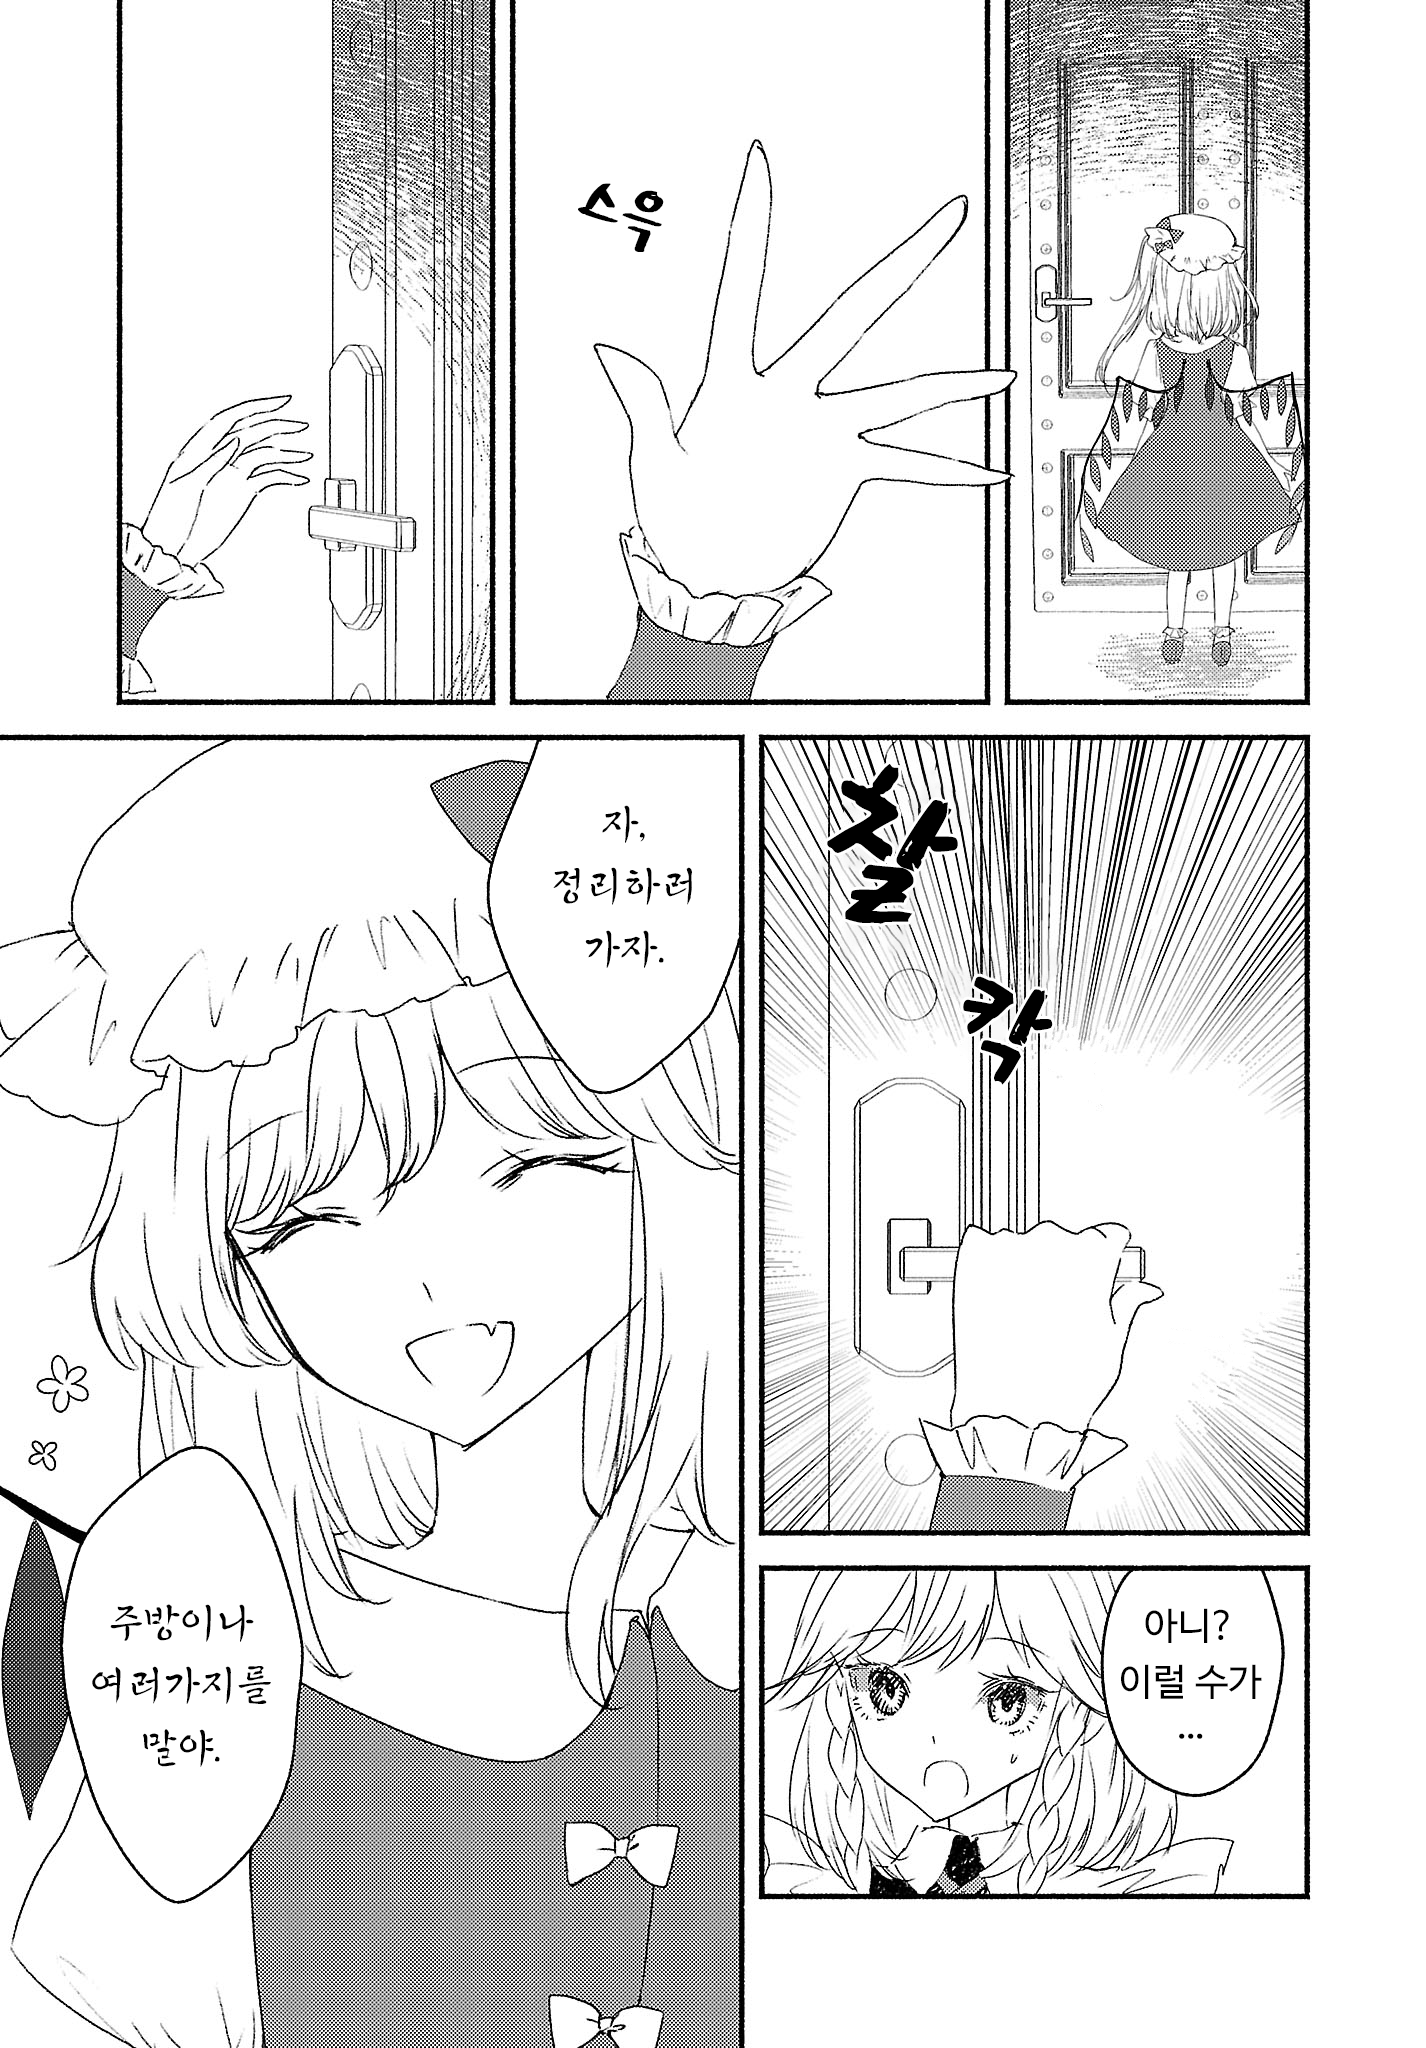 스윽
찰
칵
아니?
이럴 수가
...
자,
정리하러
가자.
주방이나
여러가지를
말야.